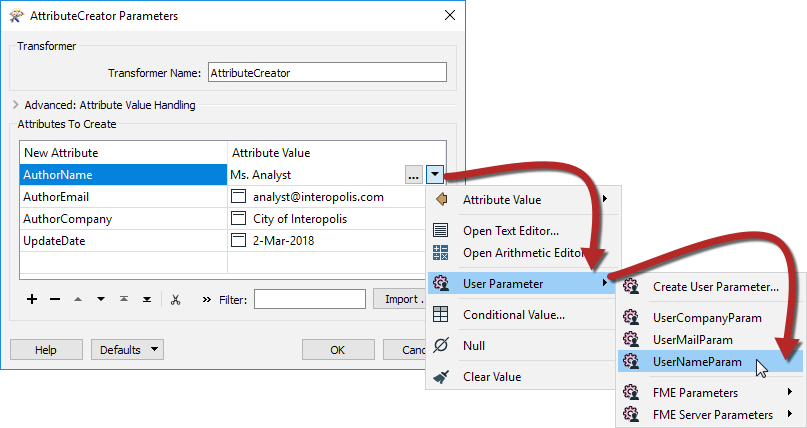 AttributeCreator Parameters
Transformer
Transformer Name: AttributeCreator
Advanced: Attribute Value Handling
Attributes To Create
New Attribute Attribute Value
AuthorName Ms. Analyst ...
AuthorEmail analyst@interopolis.com
AuthorCompany City of Interopolis
UpdateDate 2-Mar-2018
Filter: Import .
Help Defaults OK Canc
Attribute Value
Open Text Editor...
Open Arithmetic Editor
User Parameter
Conditional Value...
Null
Clear Value
Create User Parameter...
UserCompanyParam
UserMailParam
UserNameParam
FME Parameters
FME Server Parameters